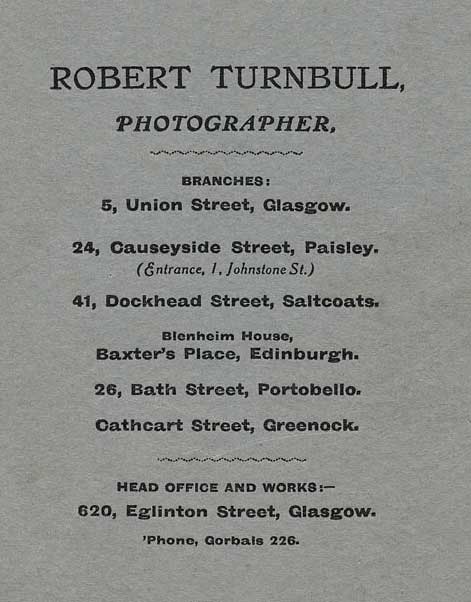 ROBERT TURNBULL,
PHOTOGRAPHER,
BRANCHES:
5, Union Street, Glasgow.
24, Causeyside Street, Paisley.
(Entrance, 1, Johnstone St.)
41, Dockhead Street, Saltcoats.
Blenheim House,
Baxter's Place, Edinburgh.
26, Bath Street, Portobello.
Cathcart Street, Greenock.
HEAD OFFICE AND WORKS:—
620, Eglinton Street, Glasgow.
'Phone, Gorbals 226.